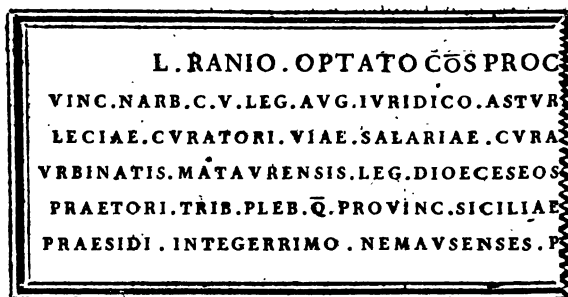 L.RANIO.OPTATO C̅O̅S PROC
VINC.NARB.C.V.LEG.AVG.IVRIDICO.ASTVR
LECIAE.CVRATORI.VIAE.SALARIAE.CVRA
VRBINATIS.MATAVRENSIS.LEG.DIOECESEOS
PRAETORI.TRIB.PLEB.Q̅.PROVINC.SICILIAE
PRAESIDI.INTEGERRIMO.NEMAVSENSES.P